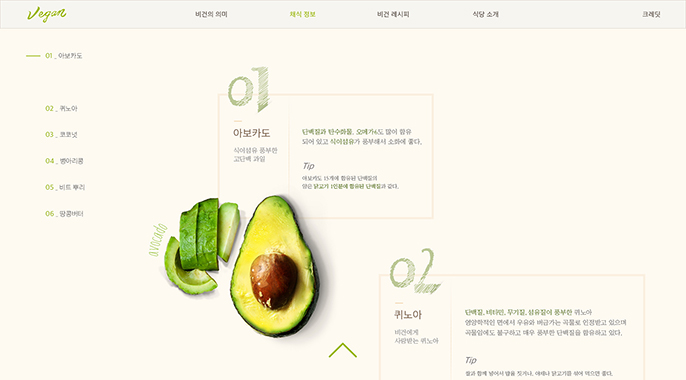 Vegan
비건의 의미
채식 정보
비건 레시피
식당 소개
크레딧
01 _ 아보카도
02 _ 퀴노아
03 _ 코코넛
04 _ 병아리콩
05 _ 비트 뿌리
06 _ 땅콩버터
01
아보카도
식이섬유 풍부한
고단백 과일
단백질과 탄수화물, 오메가6도 많이 함유
되어 있고 식이섬유가 풍부해서 소화에 좋다.
Tip
아보카도 15개에 함유된 단백질의
양은 닭고기 1인분에 함유된 단백질과 같다.
avocado
02
퀴노아
비건에게
사랑받는 퀴노아
단백질, 비타민, 무기질, 섬유질이 풍부한 퀴노아
영양학적인 면에서 우유와 버금가는 곡물로 인정받고 있으며
곡물임에도 불구하고 매우 풍부한 단백질을 함유하고 있다.
Tip
쌀과 함께 넣어서 밥을 짓거나, 야채나 닭고기를 섞어 먹으면 좋다.